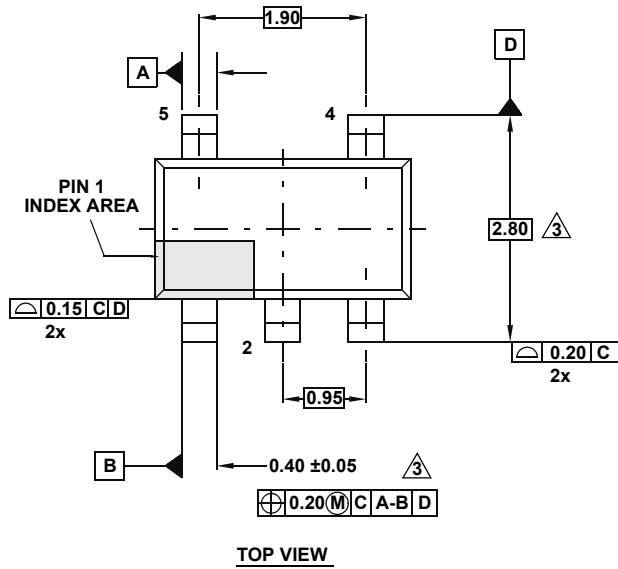 1.90
A
D
5
4
PIN 1
INDEX AREA
2.80
3
0.15 C D
2x
2
0.20 C
2x
0.95
B
0.40 ±0.05
3
0.20 M C A-B D
TOP VIEW